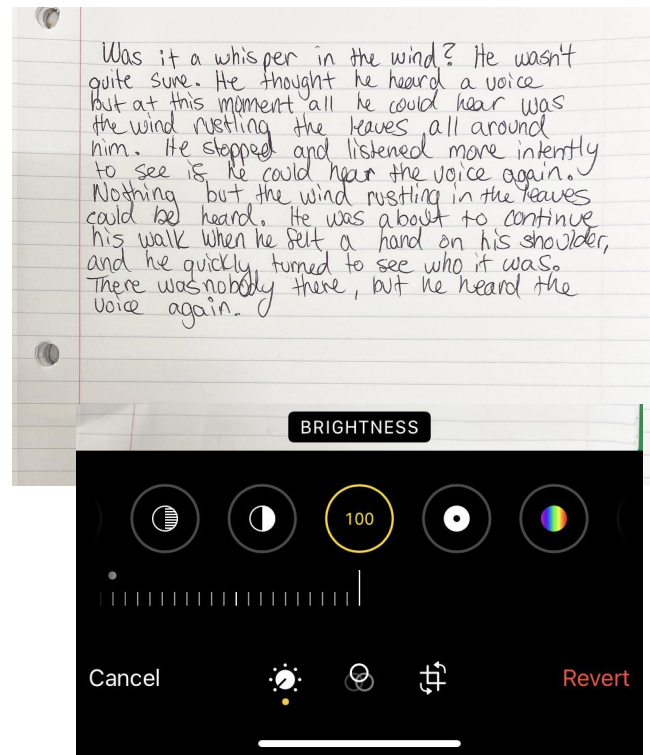 Was it a whisper in the wind? He wasn't
quite sure. He thought he heard a voice
but at this moment all he could hear was
the wind rustling the leaves all around
him. He stopped and listened more intently
to see if he could hear the voice again.
Nothing but the wind rustling in the leaves
could be heard. He was about to continue
his walk when he felt a hand on his shoulder,
and he quickly turned to see who it was.
There was nobody there, but he heard the
voice again.
BRIGHTNESS
100
Cancel
Revert